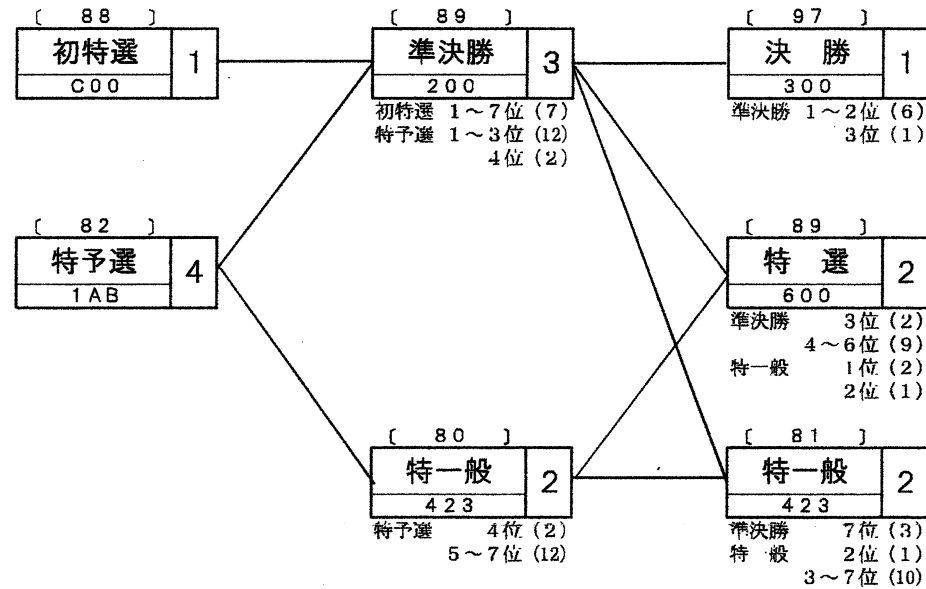 〔 88 〕
初特選 1
C00
〔 82 〕
特予選 4
1AB
〔 89 〕
準決勝 3
200
初特選 1～7位 (7)
特予選 1～3位 (12)
4位 (2)
〔 80 〕
特一般 2
423
特予選 4位 (2)
5～7位 (12)
〔 97 〕
決 勝 1
300
準決勝 1～2位 (6)
3位 (1)
〔 89 〕
特 選 2
600
準決勝 3位 (2)
4～6位 (9)
特一般 1位 (2)
2位 (1)
〔 81 〕
特一般 2
423
準決勝 7位 (3)
特一般 2位 (1)
3～7位 (10)